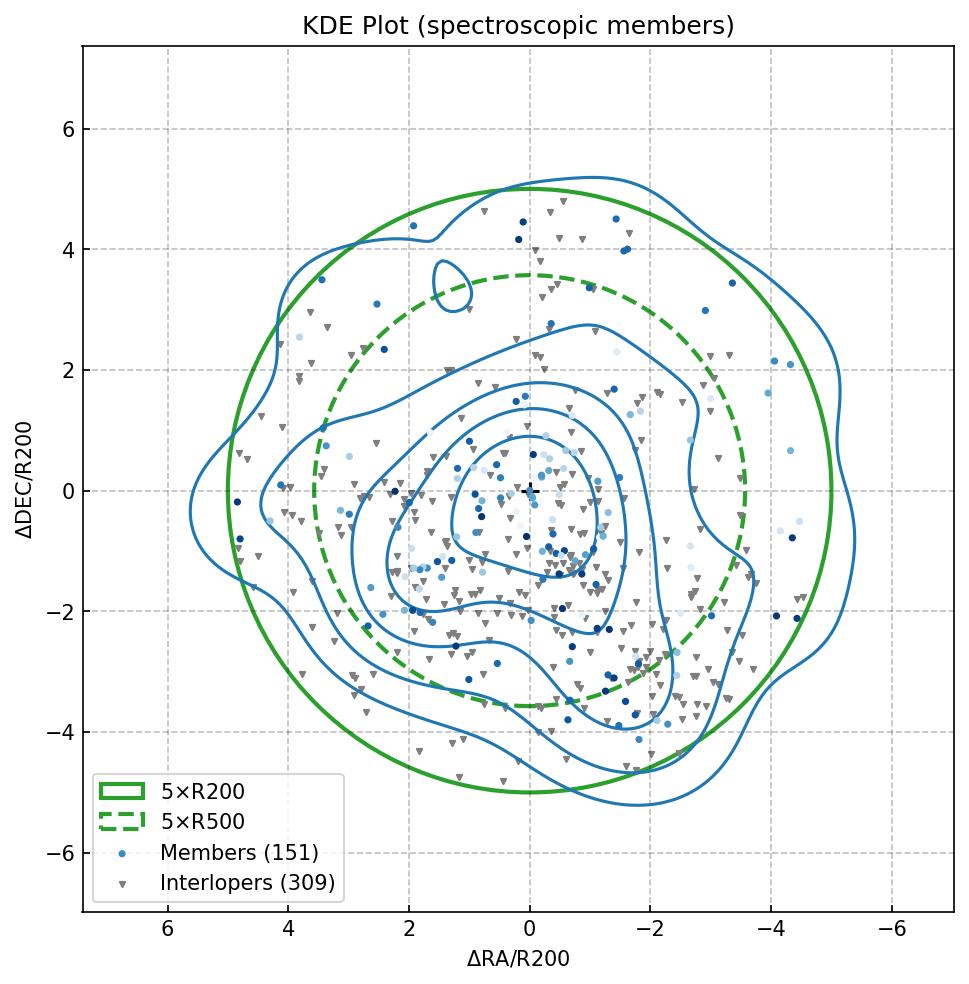 KDE Plot (spectroscopic members)
6
4
2
0
−2
−4
−6
ΔDEC/R200
5×R200
5×R500
Members (151)
Interlopers (309)
6 4 2 0 −2 −4 −6
ΔRA/R200